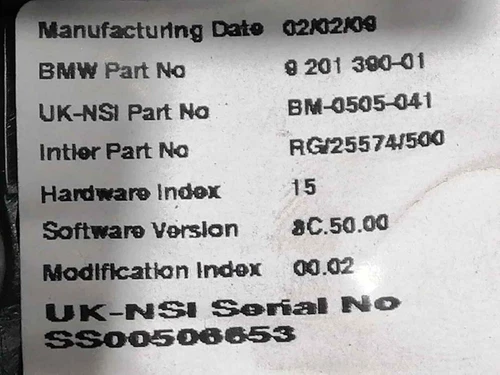 Manufacturing Date 02/02/09
BMW Part No 9 201 390-01
UK-NSI Part No BM-0505-041
Intier Part No RG/25574/500
Hardware Index 15
Software Version 8C.50.00
Modification Index 00.02
UK-NSI Serial No
SS00506653